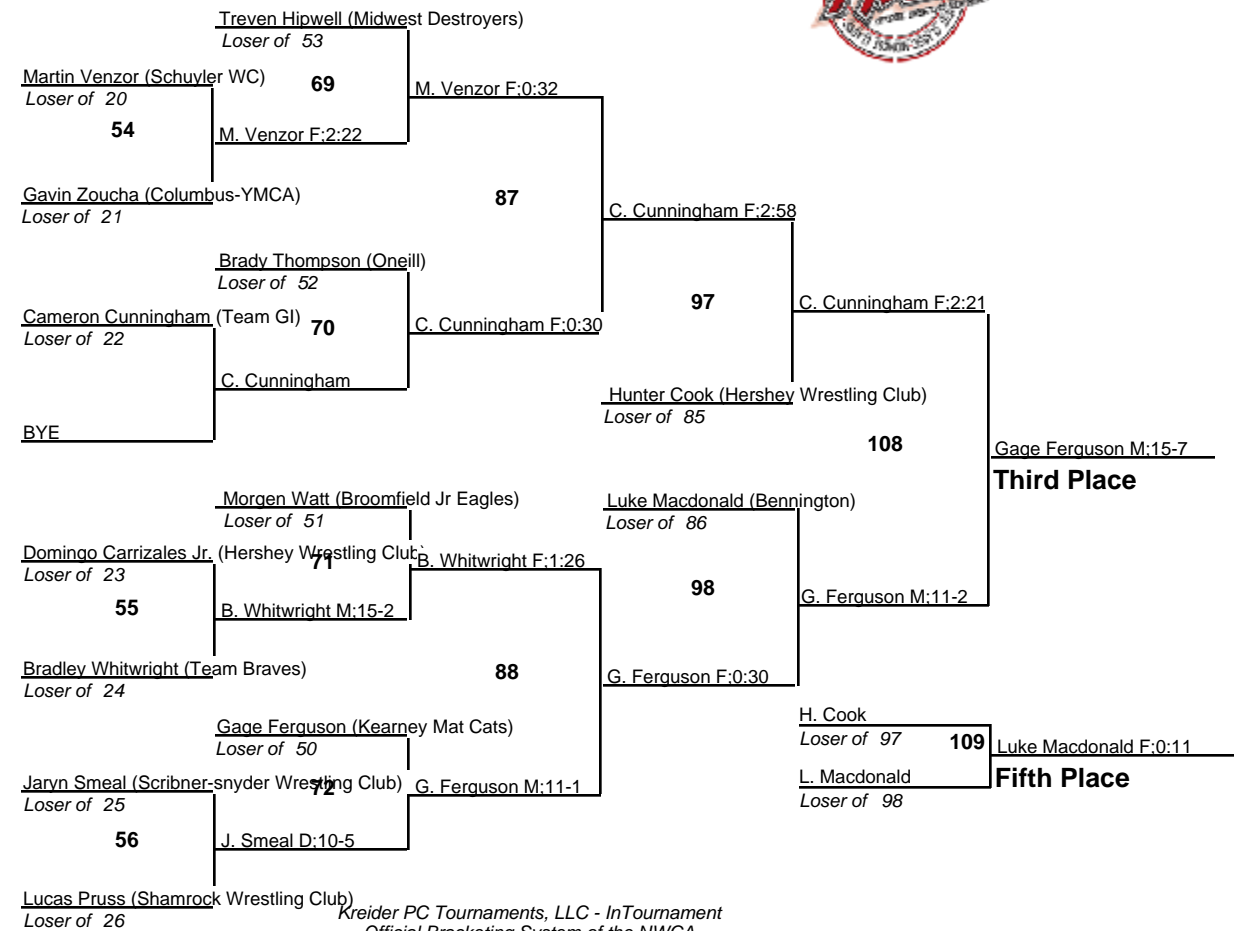 Treven Hipwell (Midwest Destroyers)
Loser of 53
Martin Venzor (Schuyler WC)
Loser of 20
69
M. Venzor F;0:32
54
M. Venzor F;2:22
Gavin Zoucha (Columbus-YMCA)
Loser of 21
87
C. Cunningham F;2:58
Brady Thompson (Oneill)
Loser of 52
Cameron Cunningham (Team GI)
Loser of 22
70
C. Cunningham F;0:30
97
C. Cunningham F;2:21
C. Cunningham
Hunter Cook (Hershey Wrestling Club)
Loser of 85
BYE
108
Gage Ferguson M;15-7
Third Place
Morgen Watt (Broomfield Jr Eagles)
Loser of 51
Luke Macdonald (Bennington)
Loser of 86
Domingo Carrizales Jr. (Hershey Wrestling Club)
Loser of 23
71
B. Whitwright F;1:26
98
55
B. Whitwright M;15-2
G. Ferguson M;11-2
Bradley Whitwright (Team Braves)
Loser of 24
88
G. Ferguson F;0:30
Gage Ferguson (Kearney Mat Cats)
Loser of 50
H. Cook
Loser of 97
109
Luke Macdonald F;0:11
Fifth Place
L. Macdonald
Loser of 98
Jaryn Smeal (Scribner-snyder Wrestling Club)
Loser of 25
72
G. Ferguson M;11-1
56
J. Smeal D;10-5
Lucas Pruss (Shamrock Wrestling Club)
Loser of 26
Kreider PC Tournaments, LLC - InTournament
Official Bracketing System of the NWCA